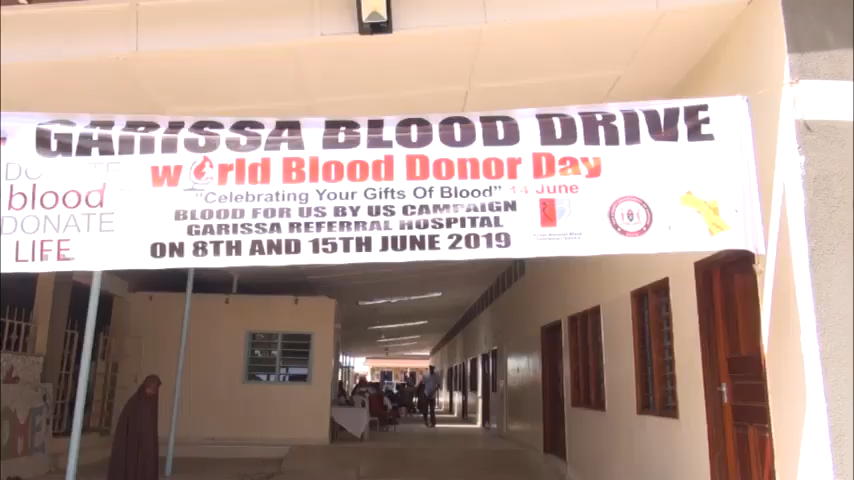 GARISSA BLOOD DRIVE
DONATE
blood
DONATE
LIFE
WORLD BLOOD DONOR DAY
14 June
"Celebrating Your Gifts Of Blood"
BLOOD FOR US BY US CAMPAIGN
GARISSA REFERRAL HOSPITAL
ON 8TH AND 15TH JUNE 2019